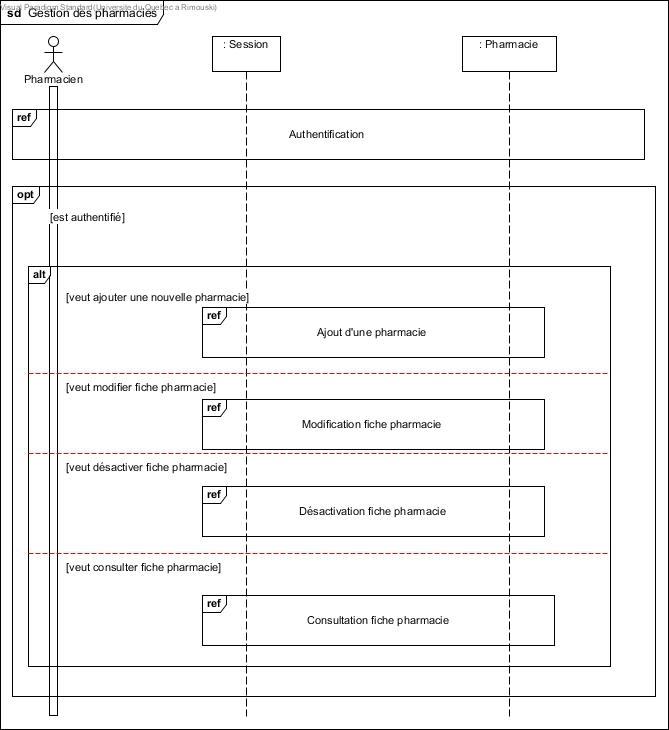 Visual Paradigm Standard(Universite du Quebec a Rimouski)
sd Gestion des pharmacies
: Session
: Pharmacie
Pharmacien
ref
Authentification
opt
[est authentifié]
alt
[veut ajouter une nouvelle pharmacie]
ref
Ajout d'une pharmacie
[veut modifier fiche pharmacie]
ref
Modification fiche pharmacie
[veut désactiver fiche pharmacie]
ref
Désactivation fiche pharmacie
[veut consulter fiche pharmacie]
ref
Consultation fiche pharmacie